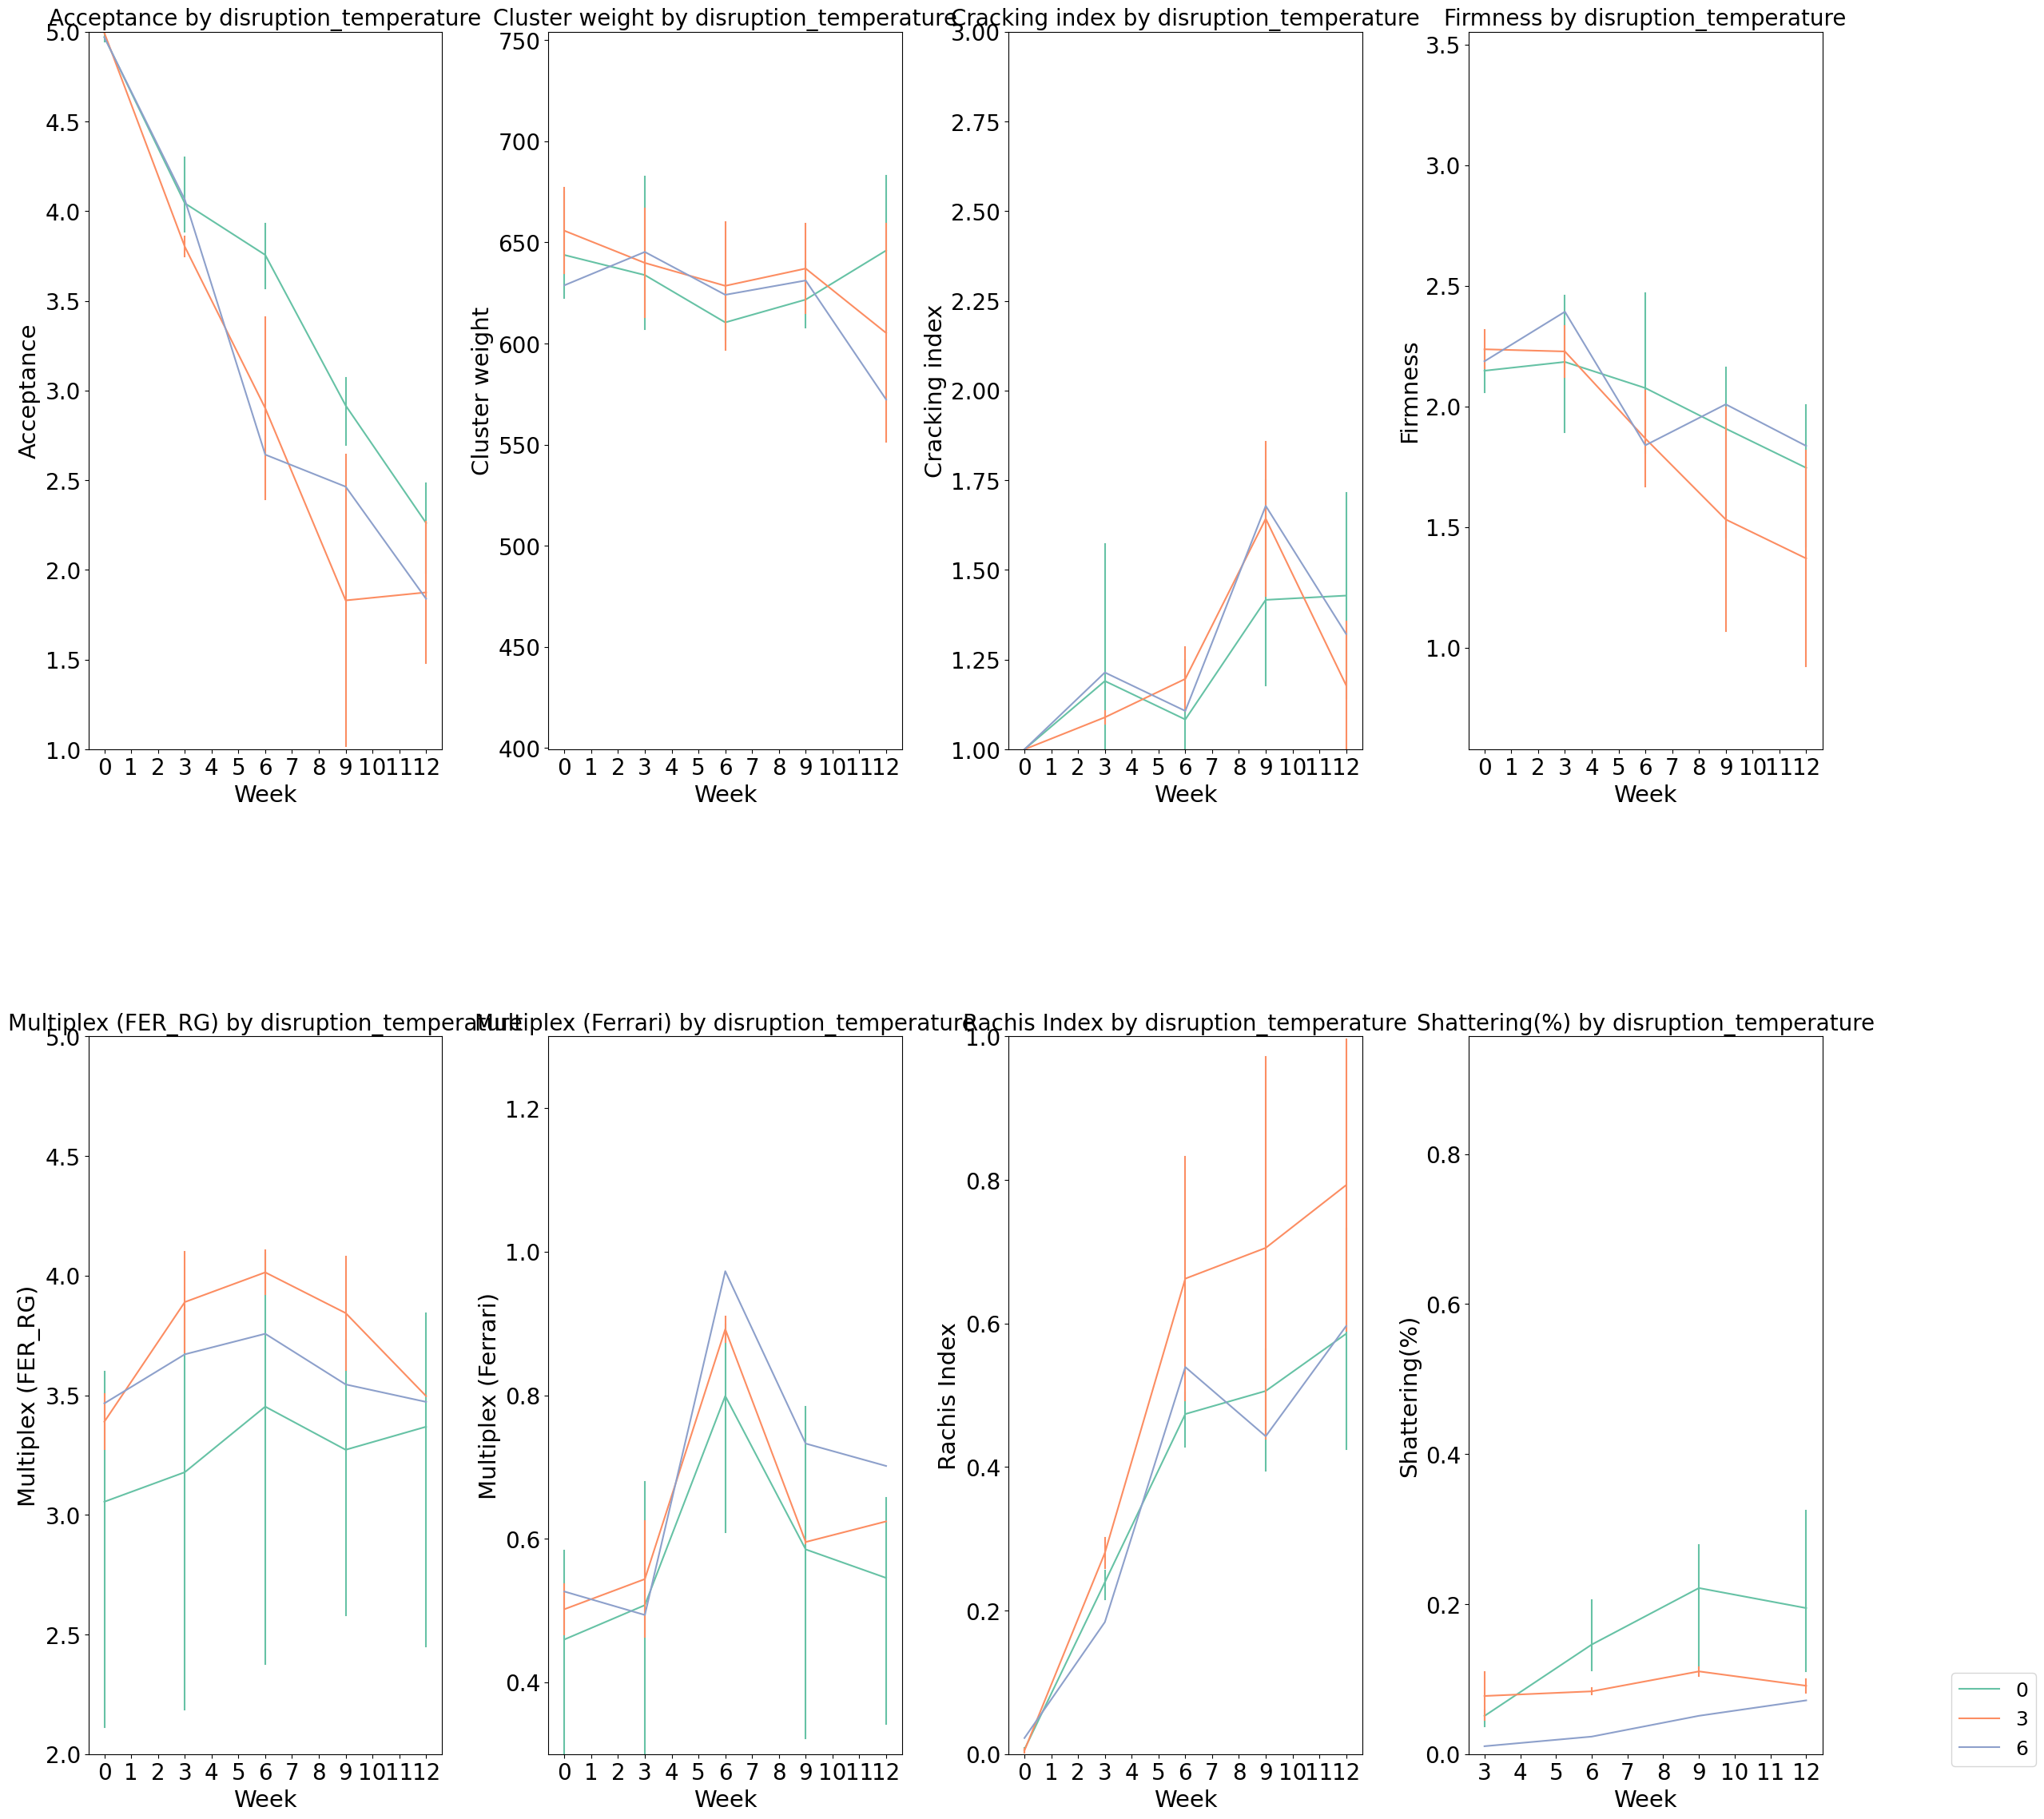 Acceptance by disruption_temperature
5.0
4.5
4.0
3.5
3.0
2.5
2.0
1.5
1.0
Acceptance
0 1 2 3 4 5 6 7 8 9 10 11 12
Week
Cluster weight by disruption_temperature
750
700
650
600
550
500
450
400
Cluster weight
0 1 2 3 4 5 6 7 8 9 10 11 12
Week
Cracking index by disruption_temperature
3.00
2.75
2.50
2.25
2.00
1.75
1.50
1.25
1.00
Cracking index
0 1 2 3 4 5 6 7 8 9 10 11 12
Week
Firmness by disruption_temperature
3.5
3.0
2.5
2.0
1.5
1.0
Firmness
0 1 2 3 4 5 6 7 8 9 10 11 12
Week
Multiplex (FER_RG) by disruption_temperature
5.0
4.5
4.0
3.5
3.0
2.5
2.0
Multiplex (FER_RG)
0 1 2 3 4 5 6 7 8 9 10 11 12
Week
Multiplex (Ferrari) by disruption_temperature
1.2
1.0
0.8
0.6
0.4
Multiplex (Ferrari)
0 1 2 3 4 5 6 7 8 9 10 11 12
Week
Rachis Index by disruption_temperature
1.0
0.8
0.6
0.4
0.2
0.0
Rachis Index
0 1 2 3 4 5 6 7 8 9 10 11 12
Week
Shattering(%) by disruption_temperature
0.8
0.6
0.4
0.2
0.0
Shattering(%)
3 4 5 6 7 8 9 10 11 12
Week
0
3
6